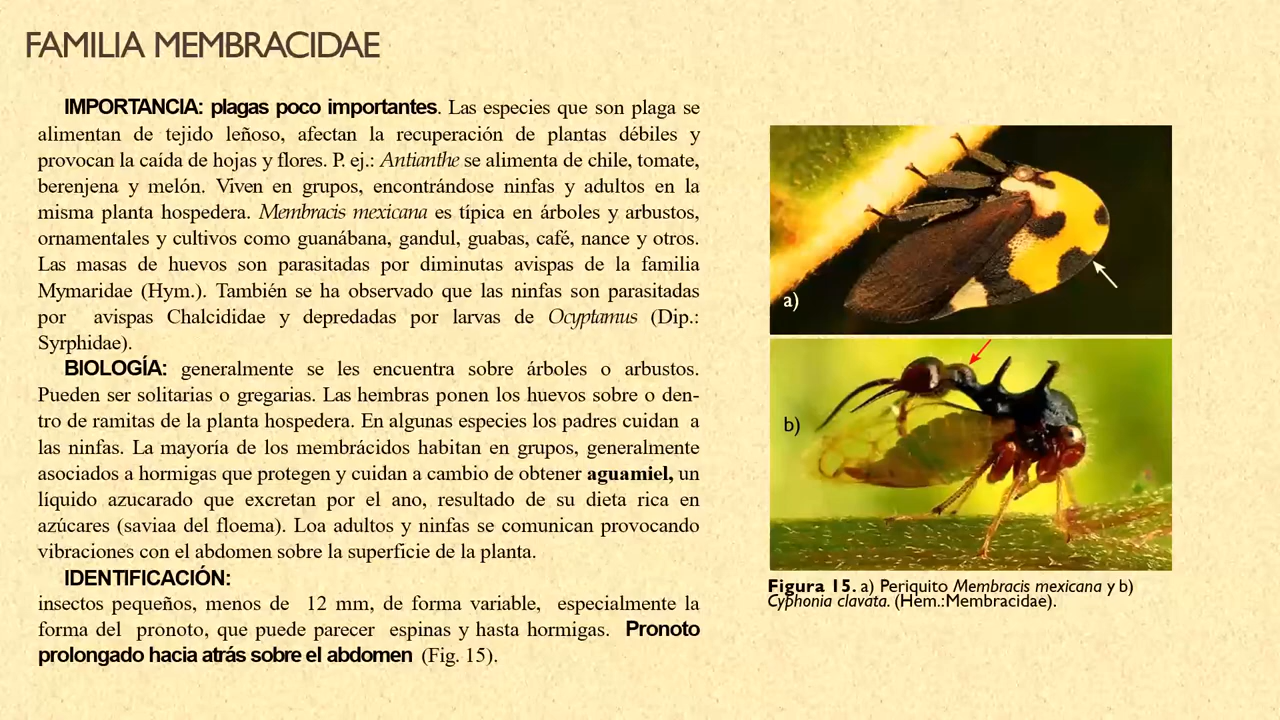 FAMILIA MEMBRACIDAE
IMPORTANCIA: plagas poco importantes. Las especies que son plaga se
alimentan de tejido leñoso, afectan la recuperación de plantas débiles y
provocan la caída de hojas y flores. P. ej.: Antianthe se alimenta de chile, tomate,
berenjena y melón. Viven en grupos, encontrándose ninfas y adultos en la
misma planta hospedera. Membracis mexicana es típica en árboles y arbustos,
ornamentales y cultivos como guanábana, gandul, guabas, café, nance y otros.
Las masas de huevos son parasitadas por diminutas avispas de la familia
Mymaridae (Hym.). También se ha observado que las ninfas son parasitadas
por avispas Chalcididae y depredadas por larvas de Ocyptamus (Dip.:
Syrphidae).
BIOLOGÍA: generalmente se les encuentra sobre árboles o arbustos.
Pueden ser solitarias o gregarias. Las hembras ponen los huevos sobre o den-
tro de ramitas de la planta hospedera. En algunas especies los padres cuidan a
las ninfas. La mayoría de los membrácidos habitan en grupos, generalmente
asociados a hormigas que protegen y cuidan a cambio de obtener aguamiel, un
líquido azucarado que excretan por el ano, resultado de su dieta rica en
azúcares (saviaa del floema). Loa adultos y ninfas se comunican provocando
vibraciones con el abdomen sobre la superficie de la planta.
IDENTIFICACIÓN:
insectos pequeños, menos de 12 mm, de forma variable, especialmente la
forma del pronoto, que puede parecer espinas y hasta hormigas. Pronoto
prolongado hacia atrás sobre el abdomen (Fig. 15).
a)
b)
Figura 15. a) Periquito Membracis mexicana y b)
Cyphonia clavata. (Hem.:Membracidae).